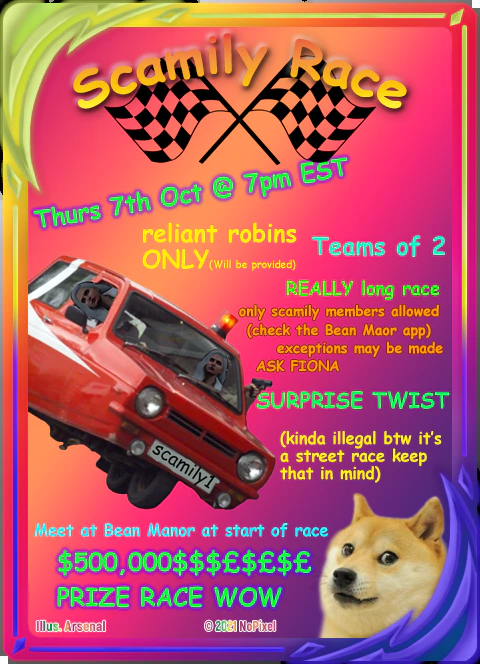 Scamily Race
Thurs 7th Oct @ 7pm EST
reliant robins
ONLY(Will be provided)
Teams of 2
REALLY long race
only scamily members allowed
(check the Bean Maor app)
exceptions may be made
ASK FIONA
SURPRISE TWIST
(kinda illegal btw it's
a street race keep
that in mind)
scamily1
Meet at Bean Manor at start of race
$500,000$$$£$£$£
PRIZE RACE WOW
Illus. Arsenal
© 2021 NoPixel